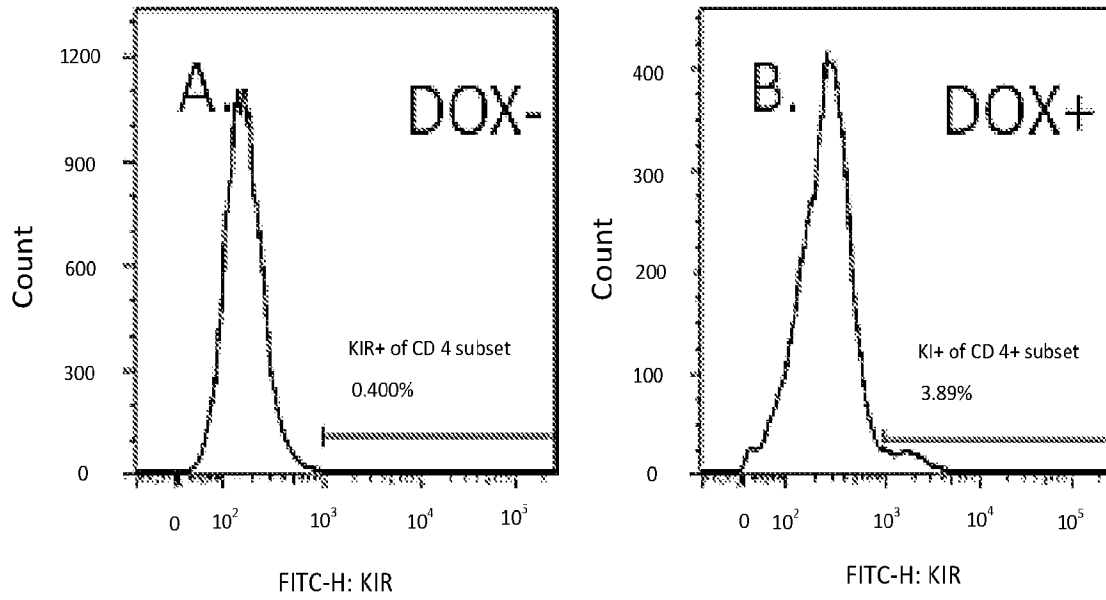 A.
DOX-
1200
900
600
300
0
Count
KIR+ of CD 4 subset
0.400%
0 10² 10³ 10⁴ 10⁵
FITC-H: KIR
B.
DOX+
400
300
200
100
0
Count
KI+ of CD 4+ subset
3.89%
0 10² 10³ 10⁴ 10⁵
FITC-H: KIR